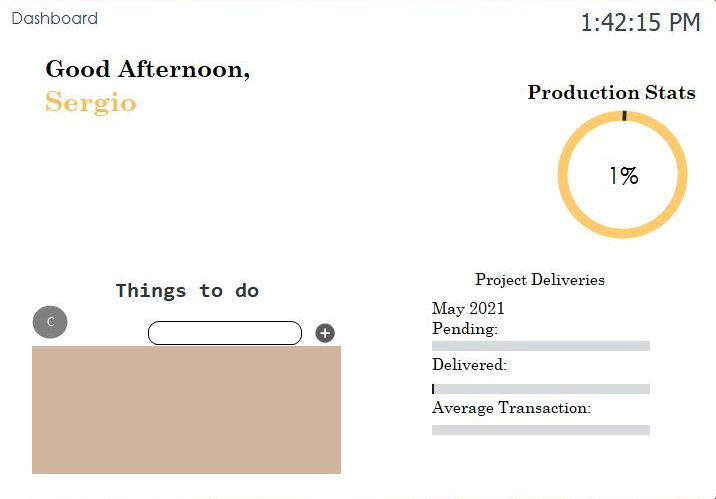 Dashboard
1:42:15 PM
Good Afternoon,
Sergio
Production Stats
1%
Things to do
C
+
Project Deliveries
May 2021
Pending:
Delivered:
Average Transaction: